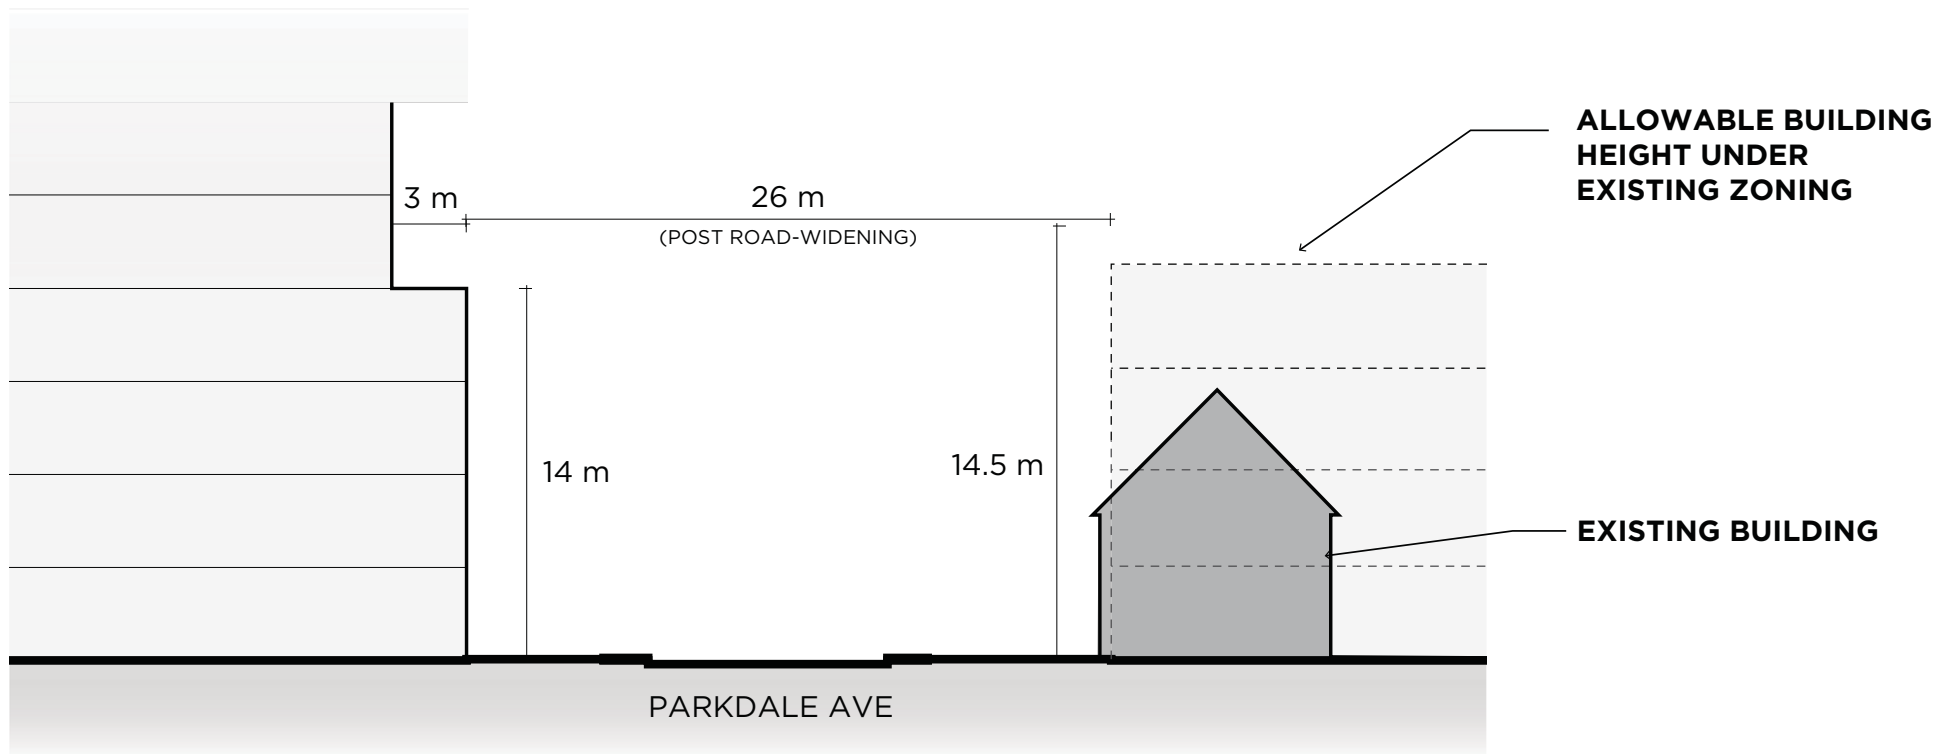 ALLOWABLE BUILDING
HEIGHT UNDER
EXISTING ZONING
3 m
26 m
(POST ROAD-WIDENING)
14 m
14.5 m
EXISTING BUILDING
PARKDALE AVE